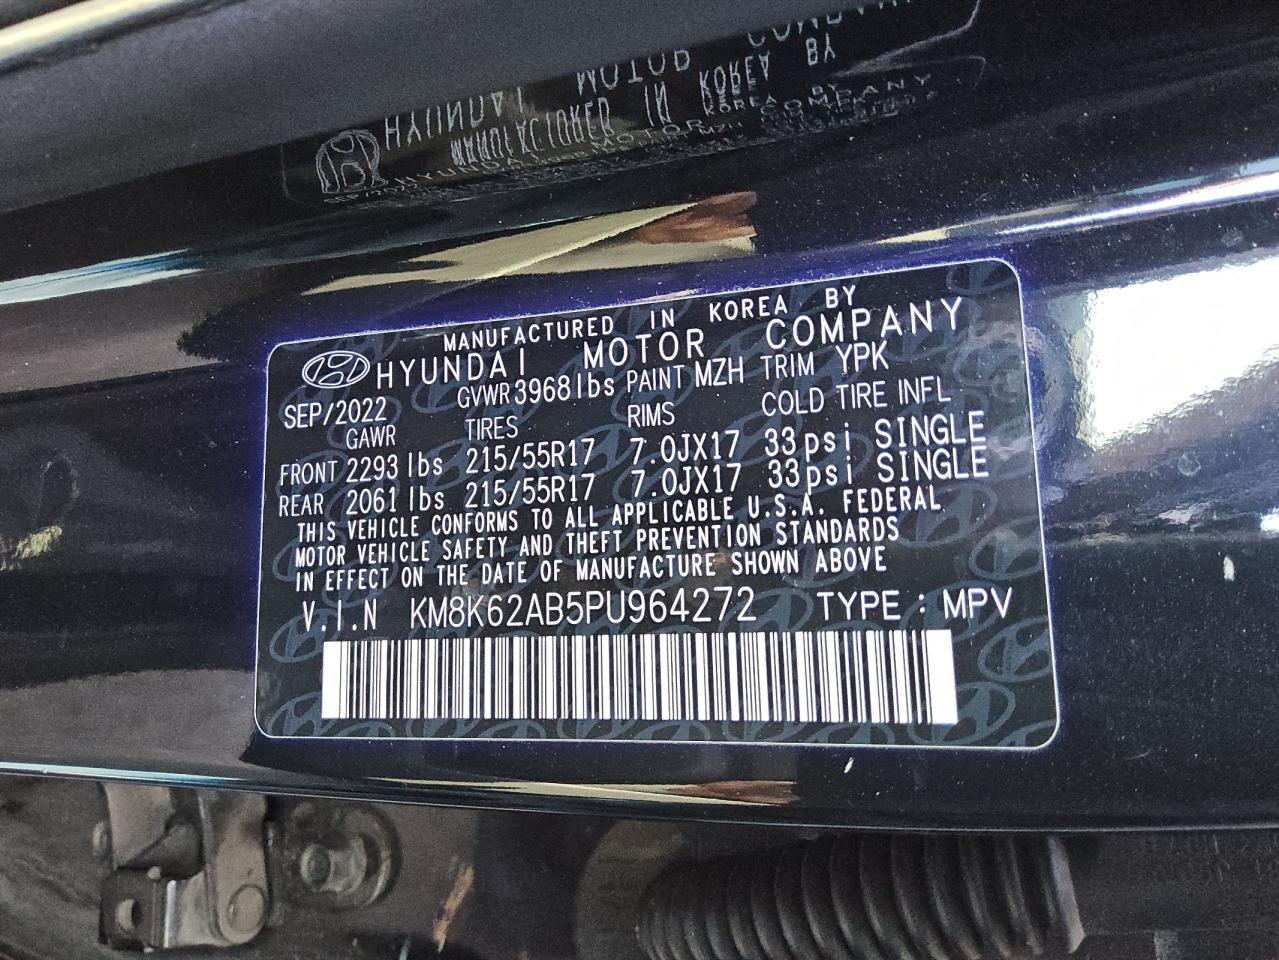 MANUFACTURED IN KOREA BY
HYUNDAI MOTOR COMPANY
SEP/2022 GVWR 3968 lbs PAINT MZH TRIM YPK
GAWR TIRES RIMS COLD TIRE INFL
FRONT 2293 lbs 215/55R17 7.0JX17 33psi SINGLE
REAR 2061 lbs 215/55R17 7.0JX17 33psi SINGLE
THIS VEHICLE CONFORMS TO ALL APPLICABLE U.S.A. FEDERAL
MOTOR VEHICLE SAFETY AND THEFT PREVENTION STANDARDS
IN EFFECT ON THE DATE OF MANUFACTURE SHOWN ABOVE
V.I.N KM8K62AB5PU964272 TYPE : MPV